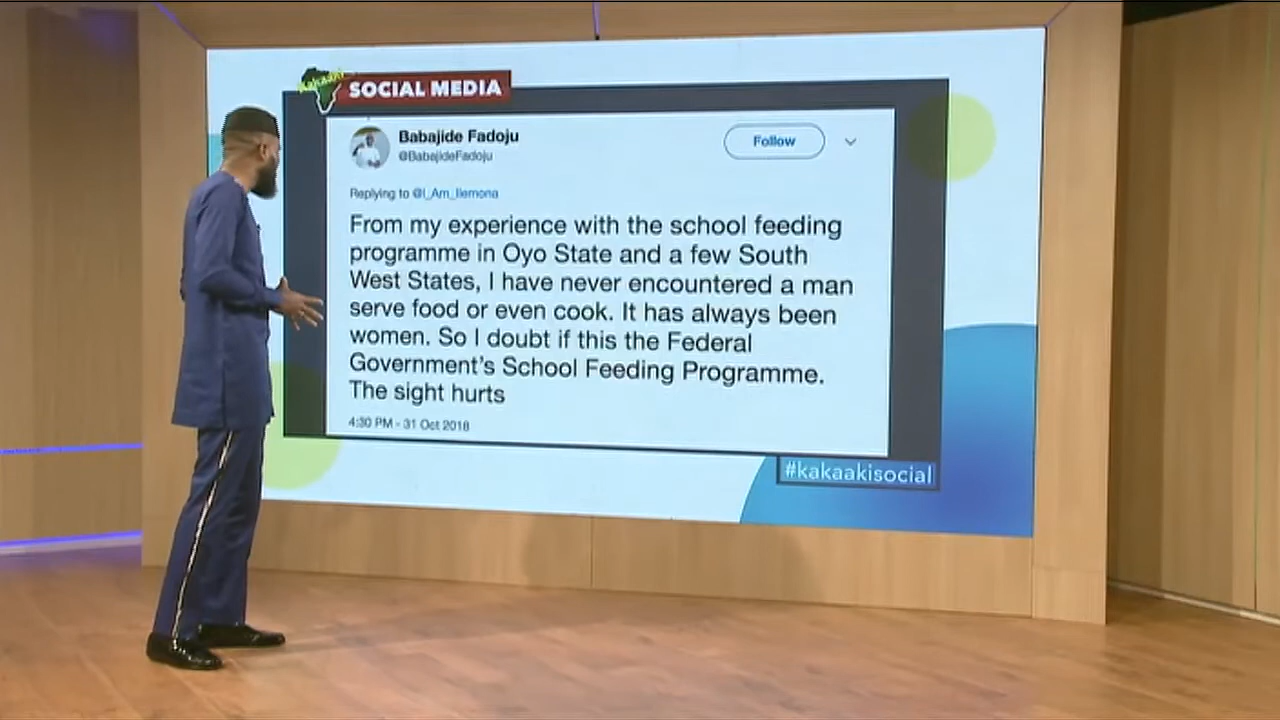 Kakaaki
SOCIAL MEDIA
Babajide Fadoju
@BabajideFadoju
Follow
Replying to @I_Am_Ilemona
From my experience with the school feeding
programme in Oyo State and a few South
West States, I have never encountered a man
serve food or even cook. It has always been
women. So I doubt if this the Federal
Government's School Feeding Programme.
The sight hurts
4:30 PM - 31 Oct 2018
#kakaakisocial